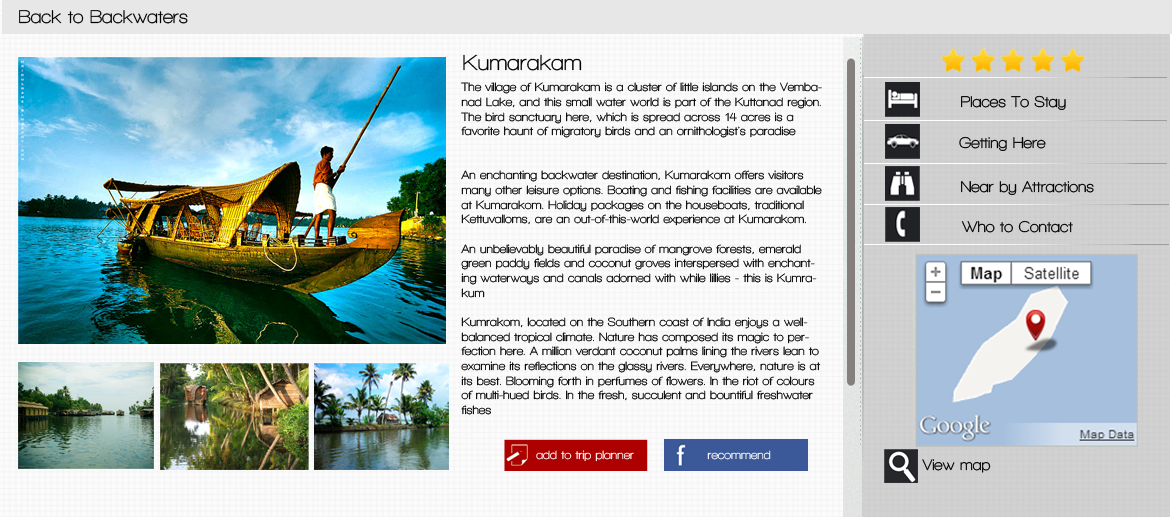 Back to Backwaters
Kumarakam
The village of Kumarakam is a cluster of little islands on the Vemba-
nad Lake, and this small water world is part of the Kuttanad region.
The bird sanctuary here, which is spread across 14 acres is a
favorite haunt of migratory birds and an ornithologist's paradise
An enchanting backwater destination, Kumarakom offers visitors
many other leisure options. Boating and fishing facilities are available
at Kumarakom. Holiday packages on the houseboats, traditional
Kettuvalloms, are an out-of-this-world experience at Kumarakom.
An unbelievably beautiful paradise of mangrove forests, emerald
green paddy fields and coconut groves interspersed with enchant-
ing waterways and canals adorned with while lillies - this is Kumra-
kum
Kumrakom, located on the Southern coast of India enjoys a well-
balanced tropical climate. Nature has composed its magic to per-
fection here. A million verdant coconut palms lining the rivers lean to
examine its reflections on the glassy rivers. Everywhere, nature is at
its best. Blooming forth in perfumes of flowers. In the riot of colours
of multi-hued birds. In the fresh, succulent and bountiful freshwater
fishes
add to trip planner
f recommend
Places To Stay
Getting Here
Near by Attractions
Who to Contact
+
−
Map Satellite
Google
Map Data
View map